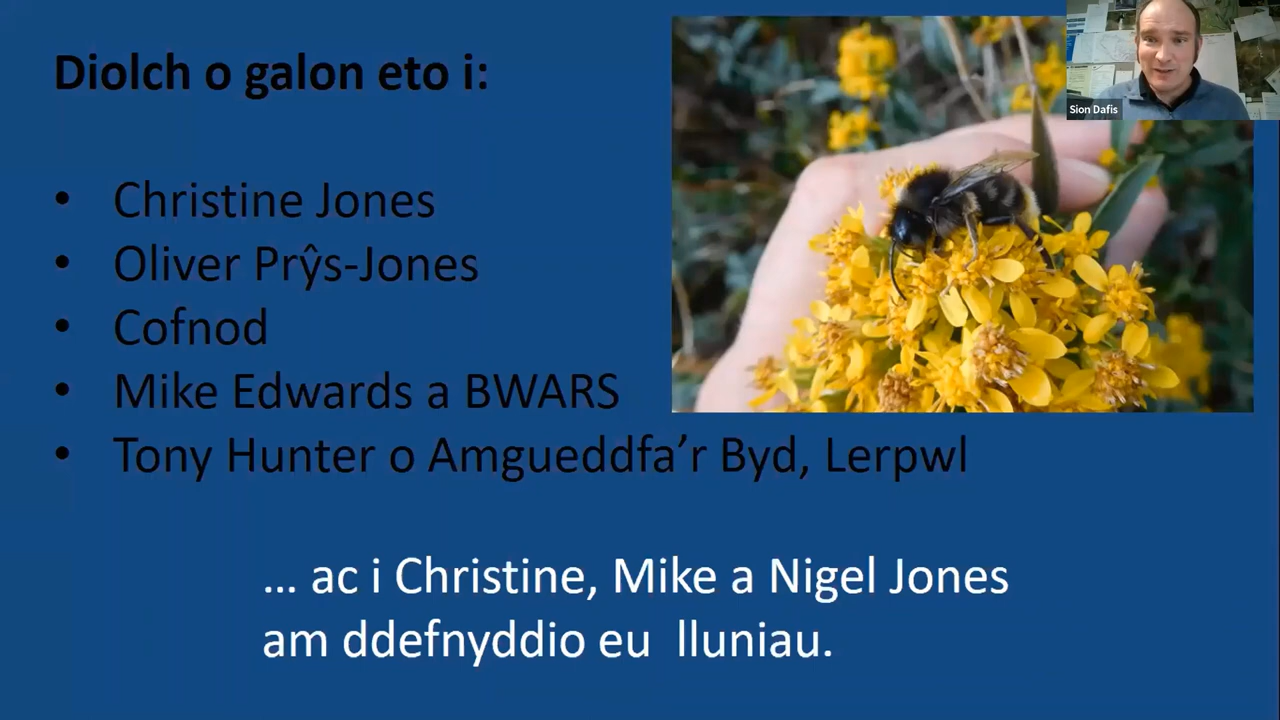 Diolch o galon eto i:
Sion Dafis
• Christine Jones
• Oliver Prŷs-Jones
• Cofnod
• Mike Edwards a BWARS
• Tony Hunter o Amgueddfa’r Byd, Lerpwl
... ac i Christine, Mike a Nigel Jones
am ddefnyddio eu lluniau.